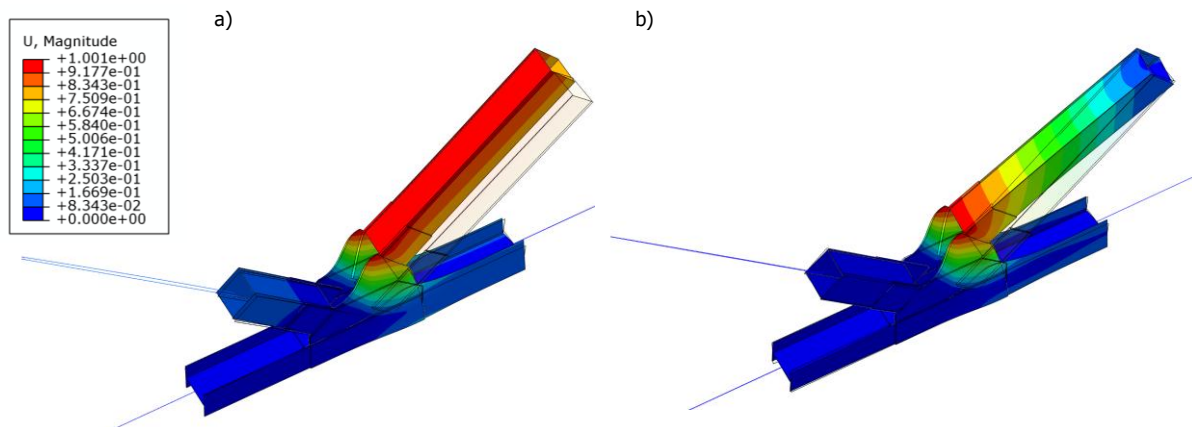 a)
b)
U, Magnitude
+1.001e+00
+9.177e-01
+8.343e-01
+7.509e-01
+6.674e-01
+5.840e-01
+5.006e-01
+4.171e-01
+3.337e-01
+2.503e-01
+1.669e-01
+8.343e-02
+0.000e+00